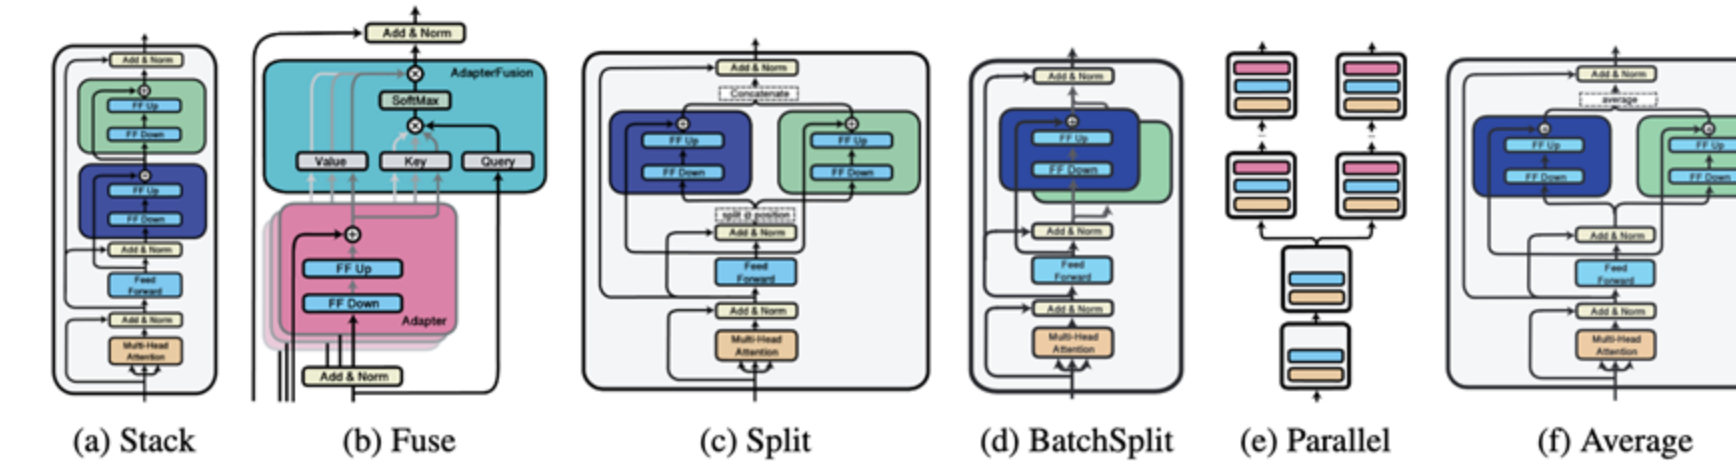 Add & Norm
FF Up
FF Down
FF Up
FF Down
Add & Norm
Feed
Forward
Add & Norm
Multi-Head
Attention
(a) Stack
Add & Norm
AdapterFusion
SoftMax
Value
Key
Query
FF Up
FF Down
Adapter
Add & Norm
(b) Fuse
Add & Norm
Concatenate
FF Up
FF Down
FF Up
FF Down
split @ position
Add & Norm
Feed
Forward
Add & Norm
Multi-Head
Attention
(c) Split
Add & Norm
FF Up
FF Down
Add & Norm
Feed
Forward
Add & Norm
Multi-Head
Attention
(d) BatchSplit
...
...
(e) Parallel
Add & Norm
average
FF Up
FF Down
FF Up
FF Down
Add & Norm
Feed
Forward
Add & Norm
Multi-Head
Attention
(f) Average